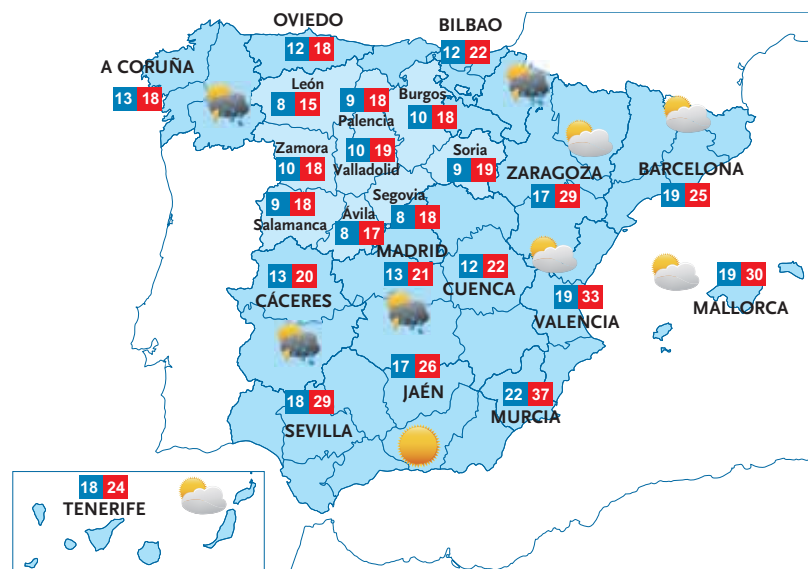 OVIEDO
12 18
BILBAO
12 22
A CORUÑA
13 18
León
8 15
9 18
Palencia
Burgos
10 18
Zamora
10 18
10 19
Valladolid
Soria
9 19
ZARAGOZA
17 29
BARCELONA
19 25
9 18
Salamanca
Ávila
8 17
Segovia
8 18
MADRID
13 21
12 22
CUENCA
13 20
CÁCERES
19 33
VALENCIA
19 30
MALLORCA
17 26
JAÉN
22 37
MURCIA
18 29
SEVILLA
18 24
TENERIFE